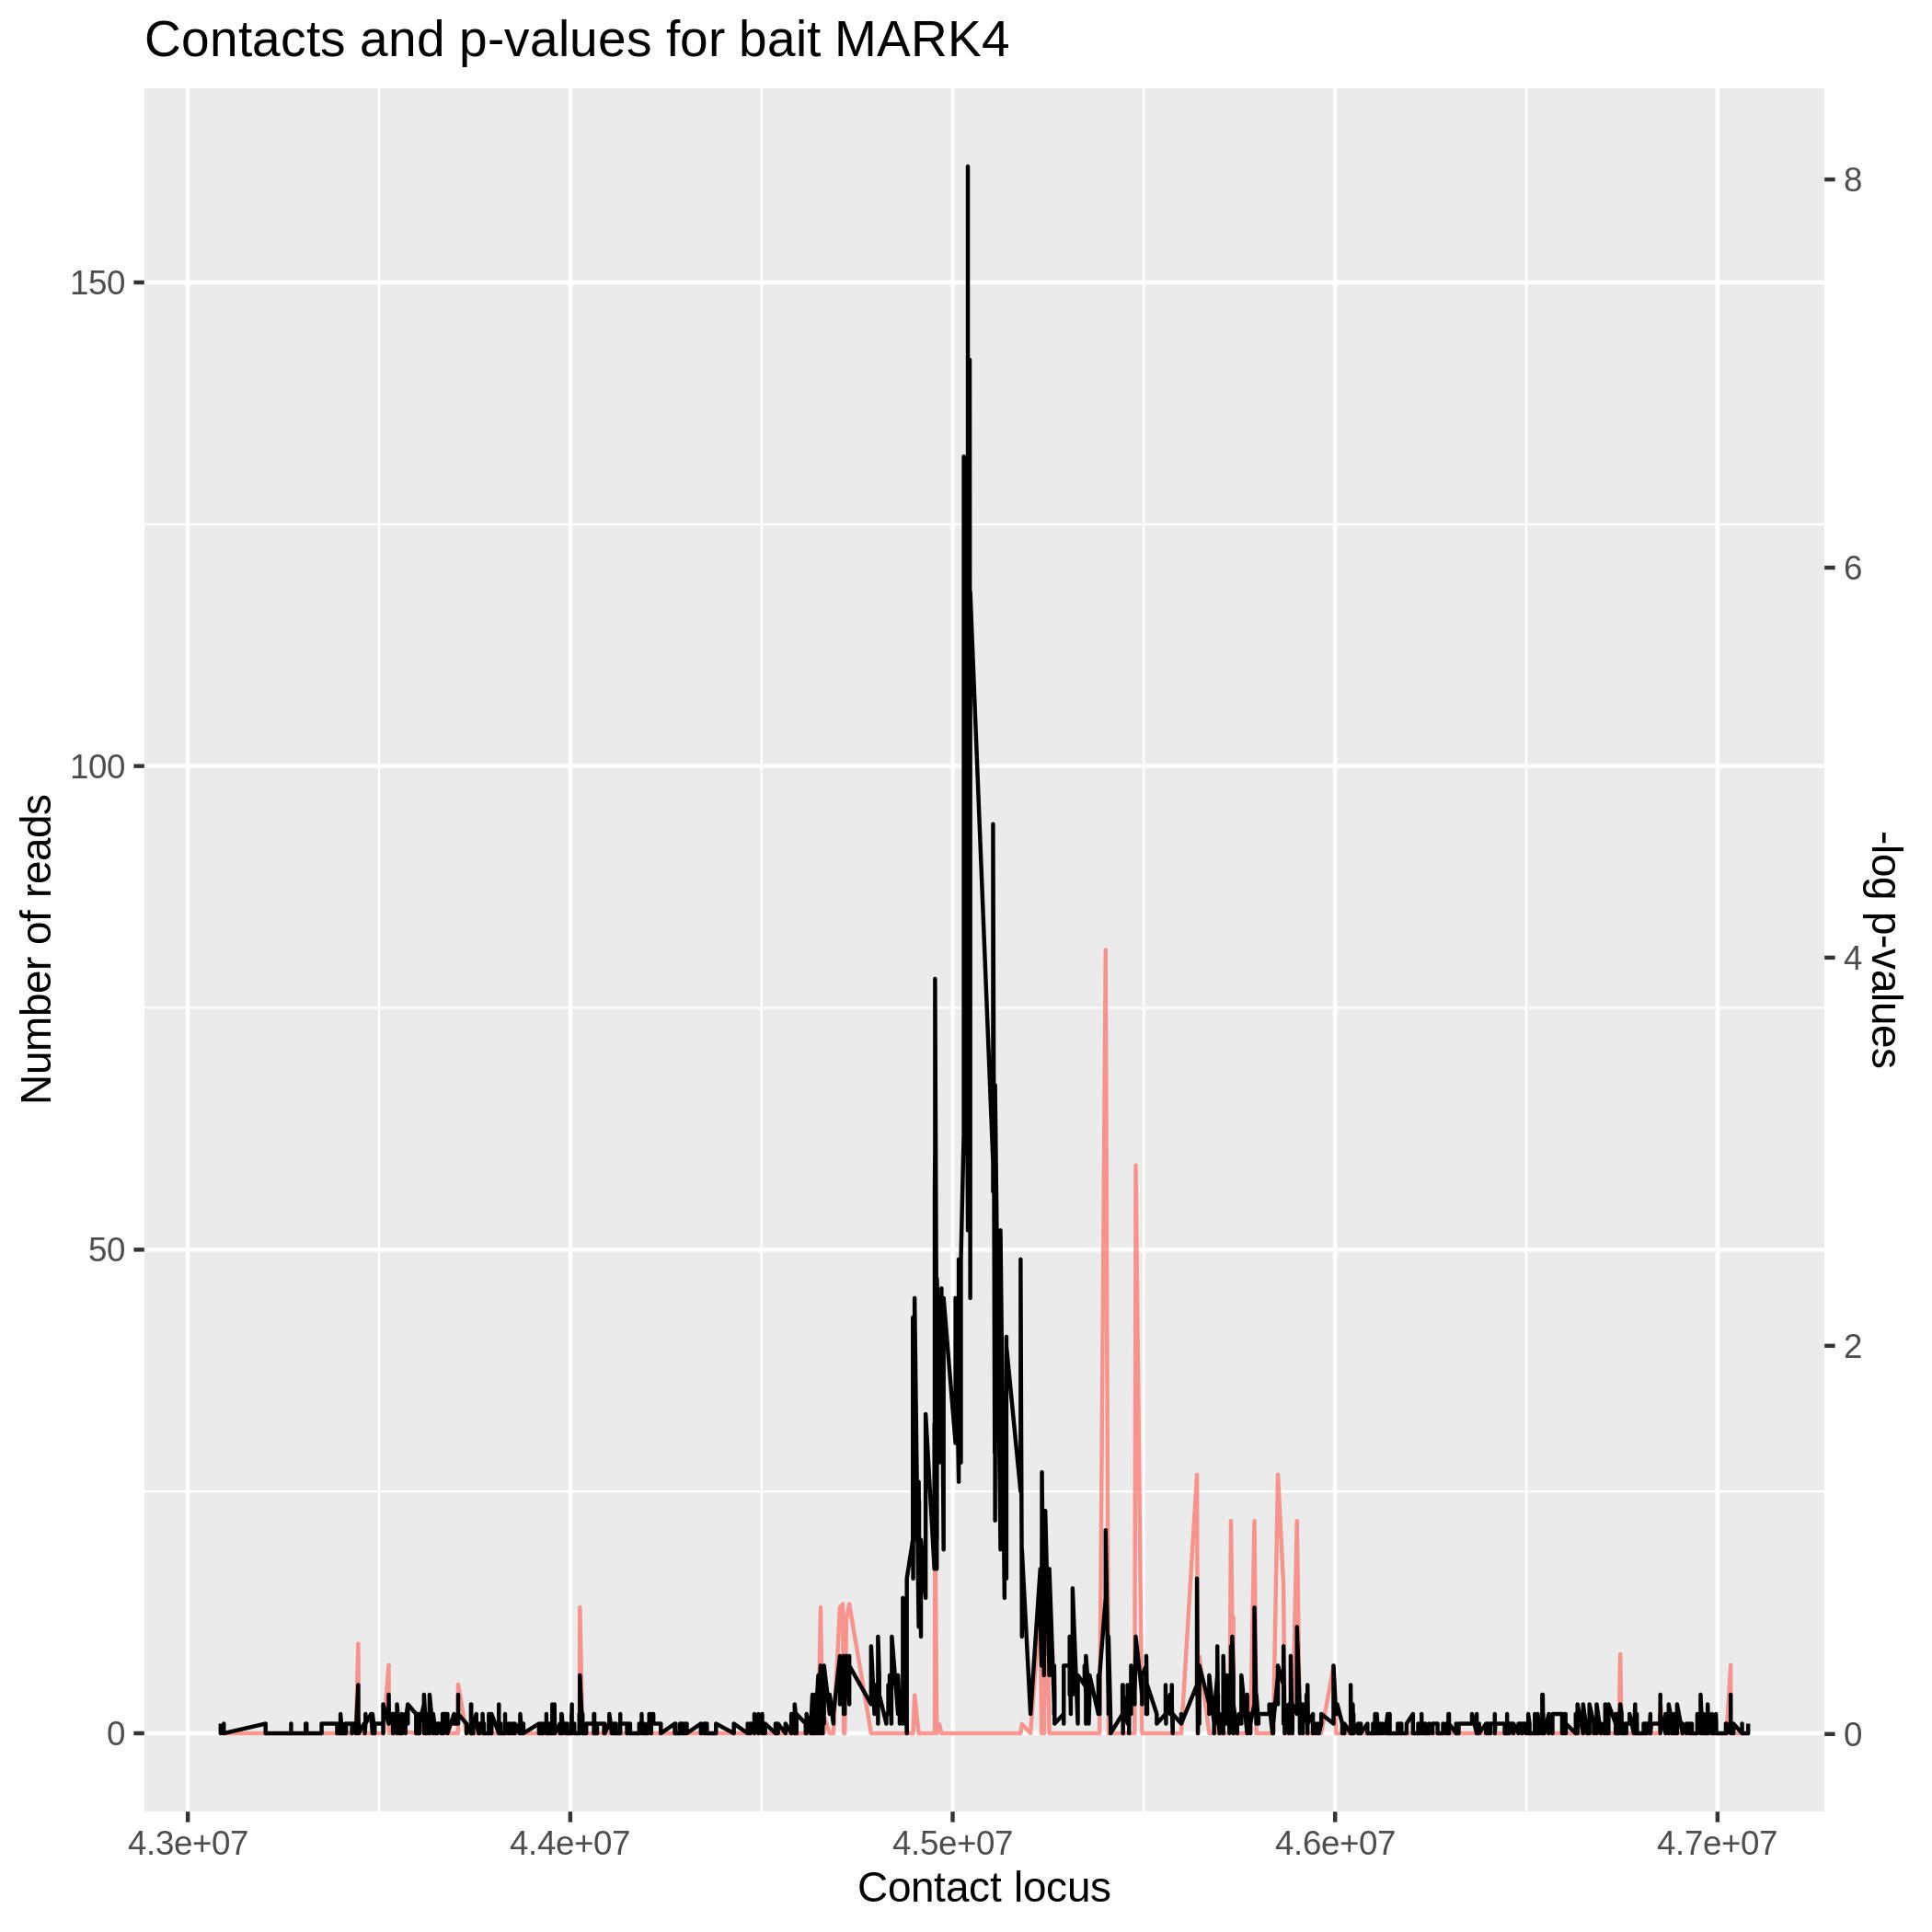 Contacts and p-values for bait MARK4
Number of reads
150
100
50
0
8
6
4
2
0
-log p-values
4.3e+07
4.4e+07
4.5e+07
4.6e+07
4.7e+07
Contact locus